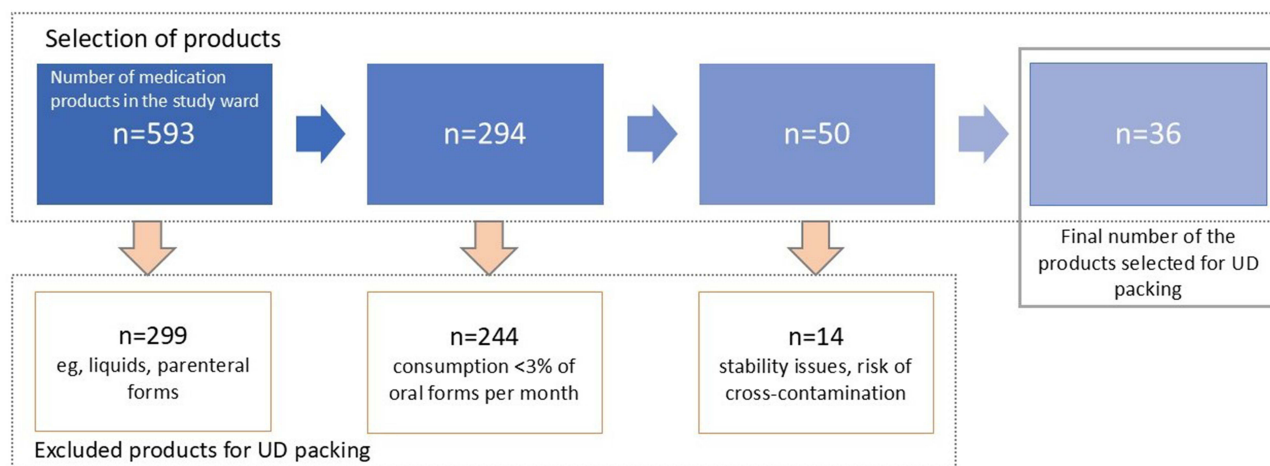 Selection of products
Number of medication
products in the study ward
n=593
n=294
n=50
n=36
Final number of the
products selected for UD
packing
n=299
eg, liquids, parenteral
forms
n=244
consumption <3% of
oral forms per month
n=14
stability issues, risk of
cross-contamination
Excluded products for UD packing